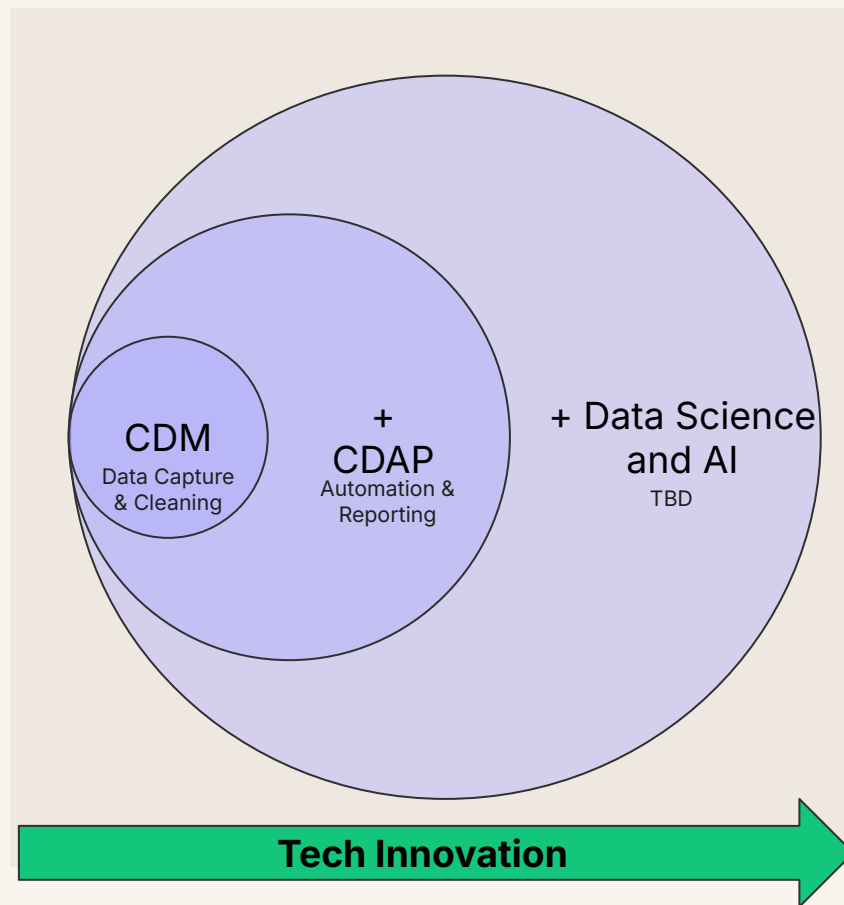 CDM
Data Capture
& Cleaning
+
CDAP
Automation &
Reporting
+ Data Science
and AI
TBD
Tech Innovation